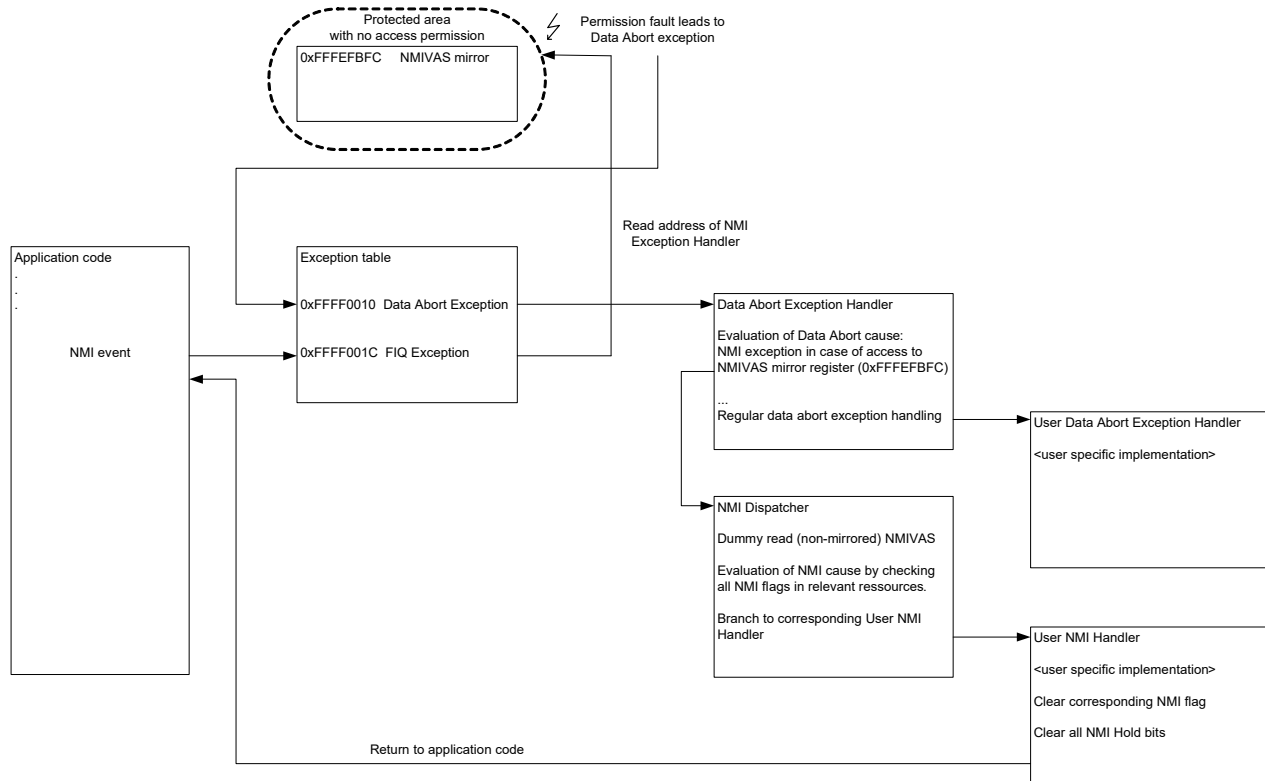 Protected area
with no access permission
0xFFFEFBFC NMIVAS mirror
Permission fault leads to
Data Abort exception
Read address of NMI
Exception Handler
Application code
.
.
.
NMI event
Exception table
0xFFFF0010 Data Abort Exception
0xFFFF001C FIQ Exception
Data Abort Exception Handler
Evaluation of Data Abort cause:
NMI exception in case of access to
NMIVAS mirror register (0xFFFEFBFC)
...
Regular data abort exception handling
User Data Abort Exception Handler
<user specific implementation>
NMI Dispatcher
Dummy read (non-mirrored) NMIVAS
Evaluation of NMI cause by checking
all NMI flags in relevant ressources.
Branch to corresponding User NMI
Handler
User NMI Handler
<user specific implementation>
Clear corresponding NMI flag
Clear all NMI Hold bits
Return to application code